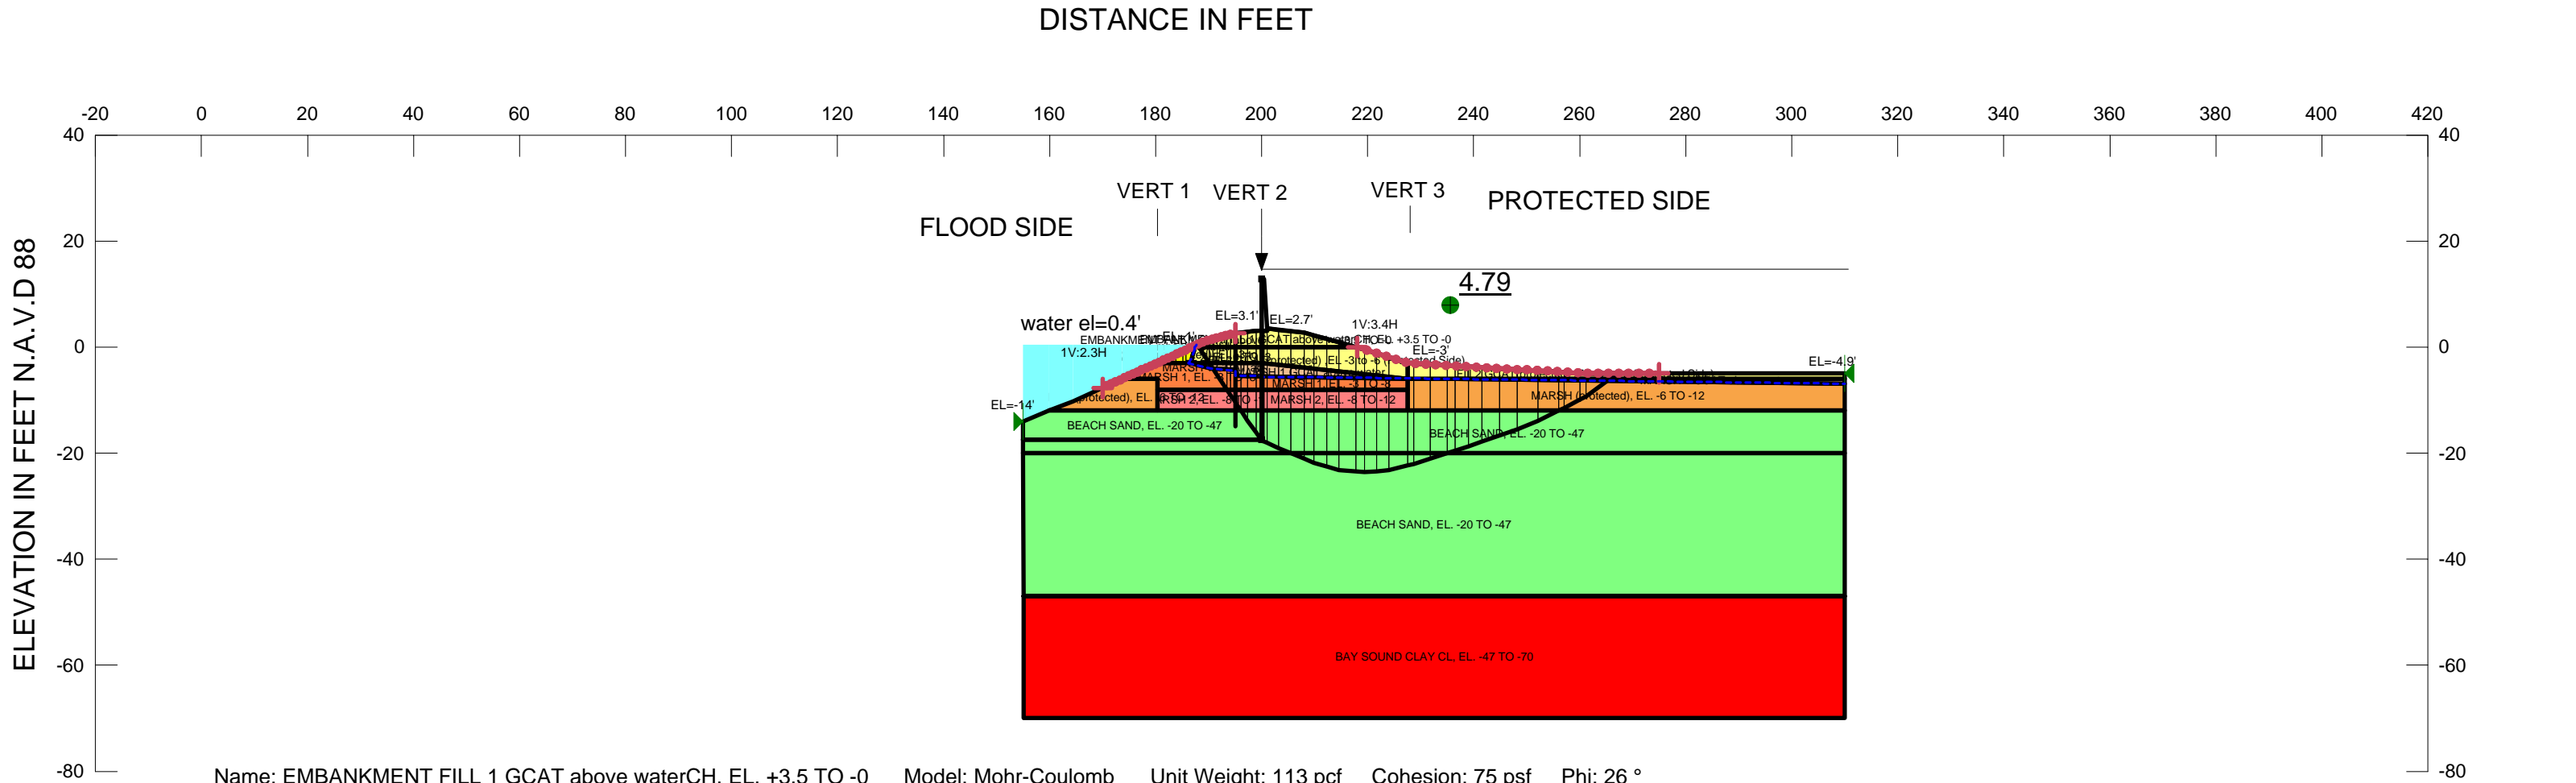 DISTANCE IN FEET
-20 0 20 40 60 80 100 120 140 160 180 200 220 240 260 280 300 320 340 360 380 400 420
40 40
VERT 1 VERT 2 VERT 3 PROTECTED SIDE
FLOOD SIDE
20 20
4.79
water el=0.4'
EL=3.1' EL=2.7'
1V:3.4H
0 0
1V:2.3H
EL=-3'
EL=-4.9'
EL=-14'
MARSH 2, EL. -8 TO -12
MARSH (protected), EL. -6 TO -12
BEACH SAND, EL. -20 TO -47
BEACH SAND, EL. -20 TO -47
-20 -20
BEACH SAND, EL. -20 TO -47
-40 -40
BAY SOUND CLAY CL, EL. -47 TO -70
-60 -60
-80 -80
ELEVATION IN FEET N.A.V.D 88
Name: EMBANKMENT FILL 1 GCAT above waterCH, EL. +3.5 TO -0 Model: Mohr-Coulomb Unit Weight: 113 pcf Cohesion: 75 psf Phi: 26 °